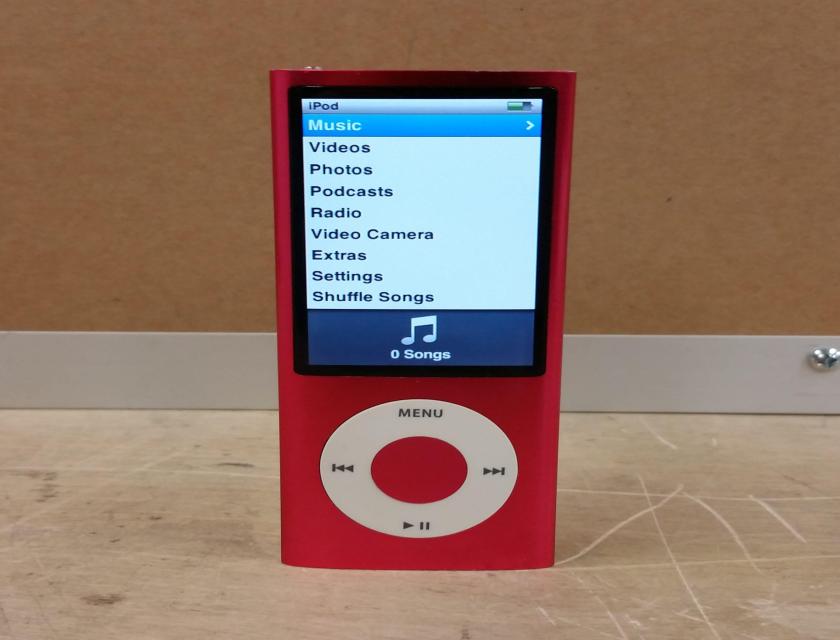 iPod
Music
Videos
Photos
Podcasts
Radio
Video Camera
Extras
Settings
Shuffle Songs
0 Songs
MENU